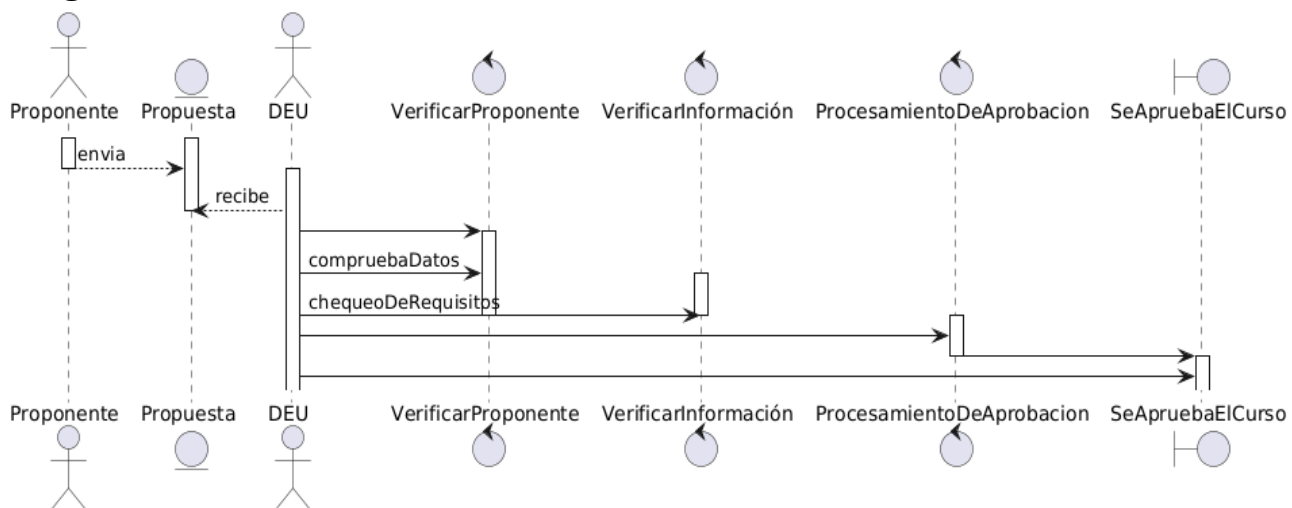 Proponente Propuesta DEU VerificarProponente VerificarInformación ProcesamientoDeAprobacion SeApruebaElCurso
envia
recibe
compruebaDatos
chequeoDeRequisitos
Proponente Propuesta DEU VerificarProponente VerificarInformación ProcesamientoDeAprobacion SeApruebaElCurso